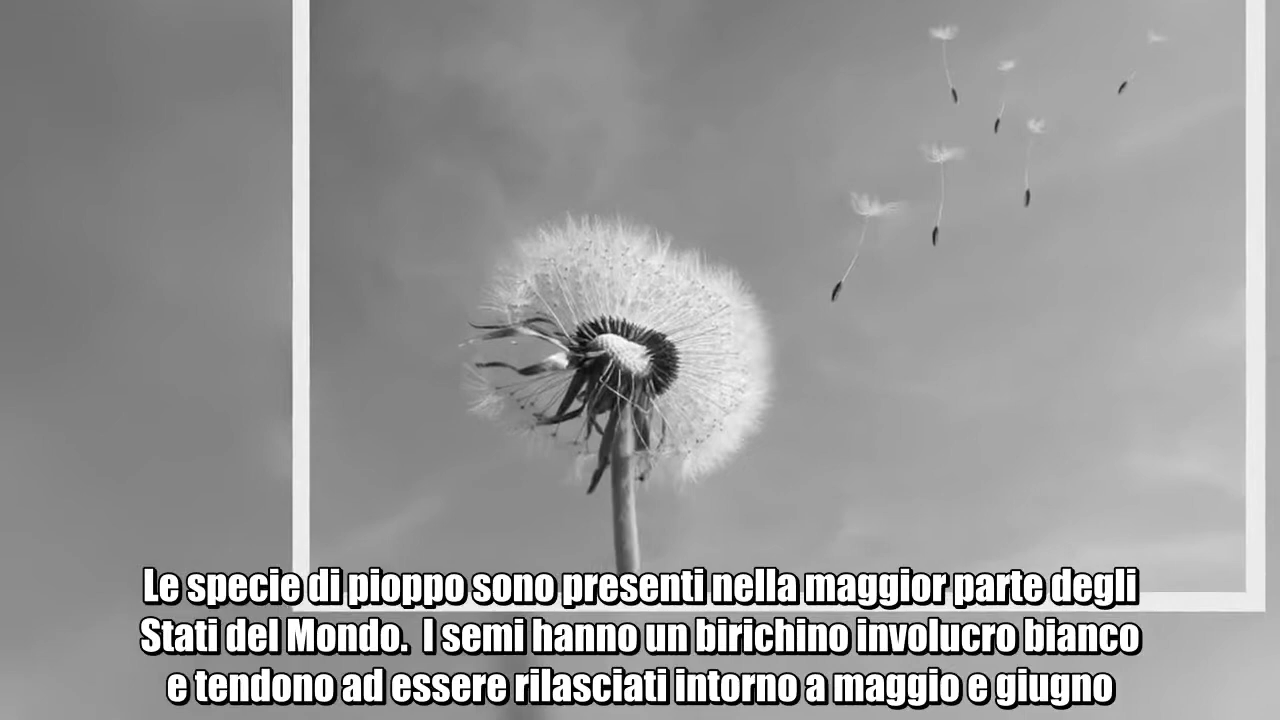 Le specie di pioppo sono presenti nella maggior parte degli
Stati del Mondo. I semi hanno un birichino involucro bianco
e tendono ad essere rilasciati intorno a maggio e giugno